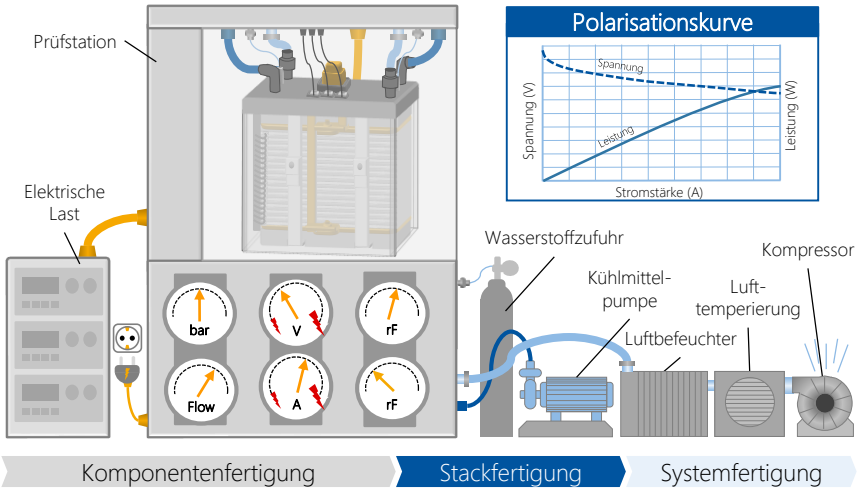 Polarisationskurve
Prüfstation
Spannung (V)
Spannung
Leistung
Leistung (W)
Stromstärke (A)
Elektrische
Last
Wasserstoffzufuhr
Kompressor
Kühlmittel-
pumpe
Luft-
temperierung
Luftbefeuchter
bar
V
rF
Flow
A
rF
Komponentenfertigung
Stackfertigung
Systemfertigung